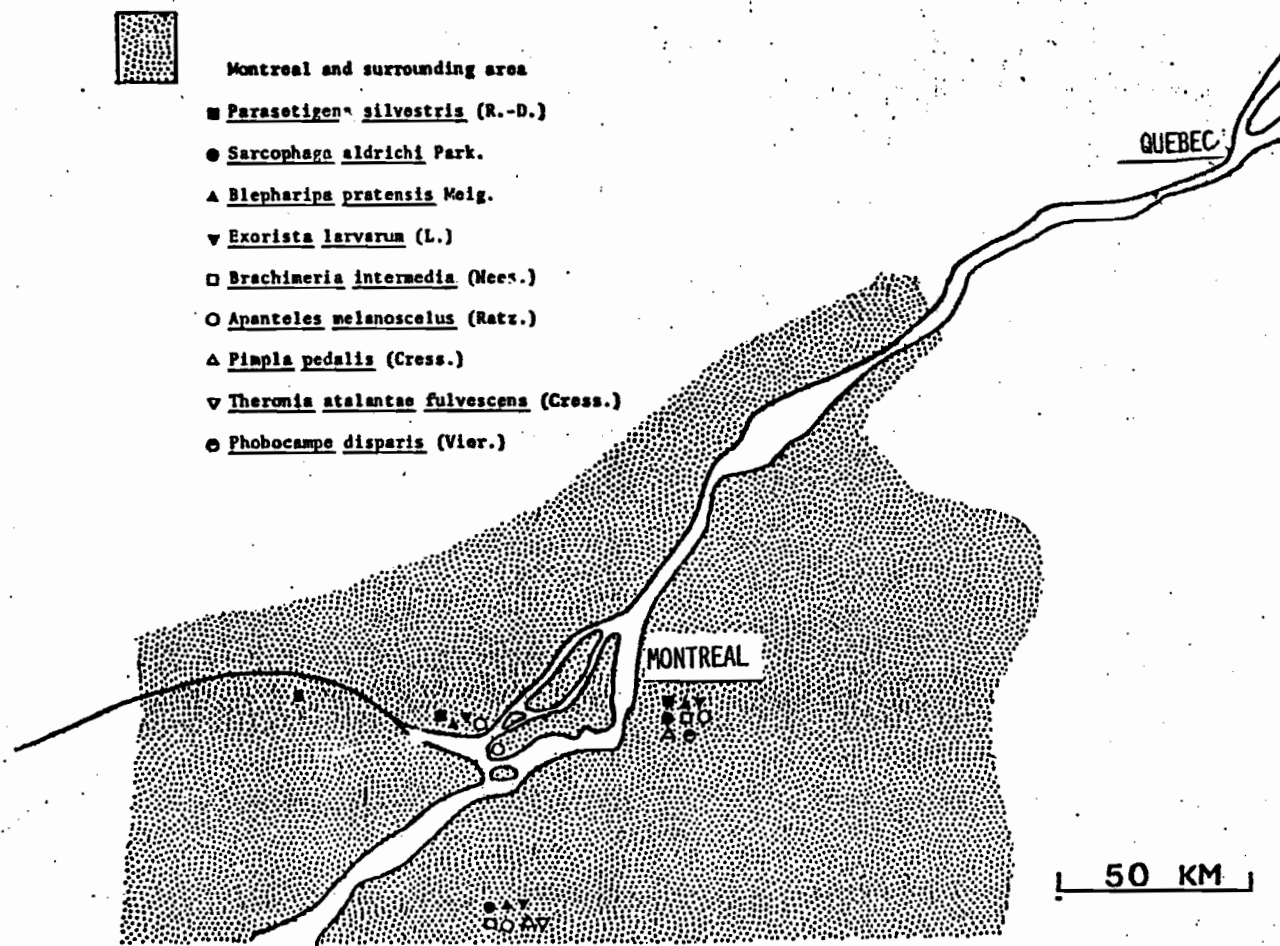 Montreal and surrounding area
■ Parasetigena silvestris (R.-D.)
● Sarcophaga aldrichi Park.
▲ Blepharipa pratensis Meig.
▼ Exorista larvarum (L.)
□ Brachimeria intermedia (Nees.)
○ Apanteles melanoscelus (Ratz.)
△ Pimpla pedalis (Cress.)
▽ Theronia atalantae fulvescens (Cress.)
Phobocampe disparis (Vier.)
QUEBEC
MONTREAL
50 KM